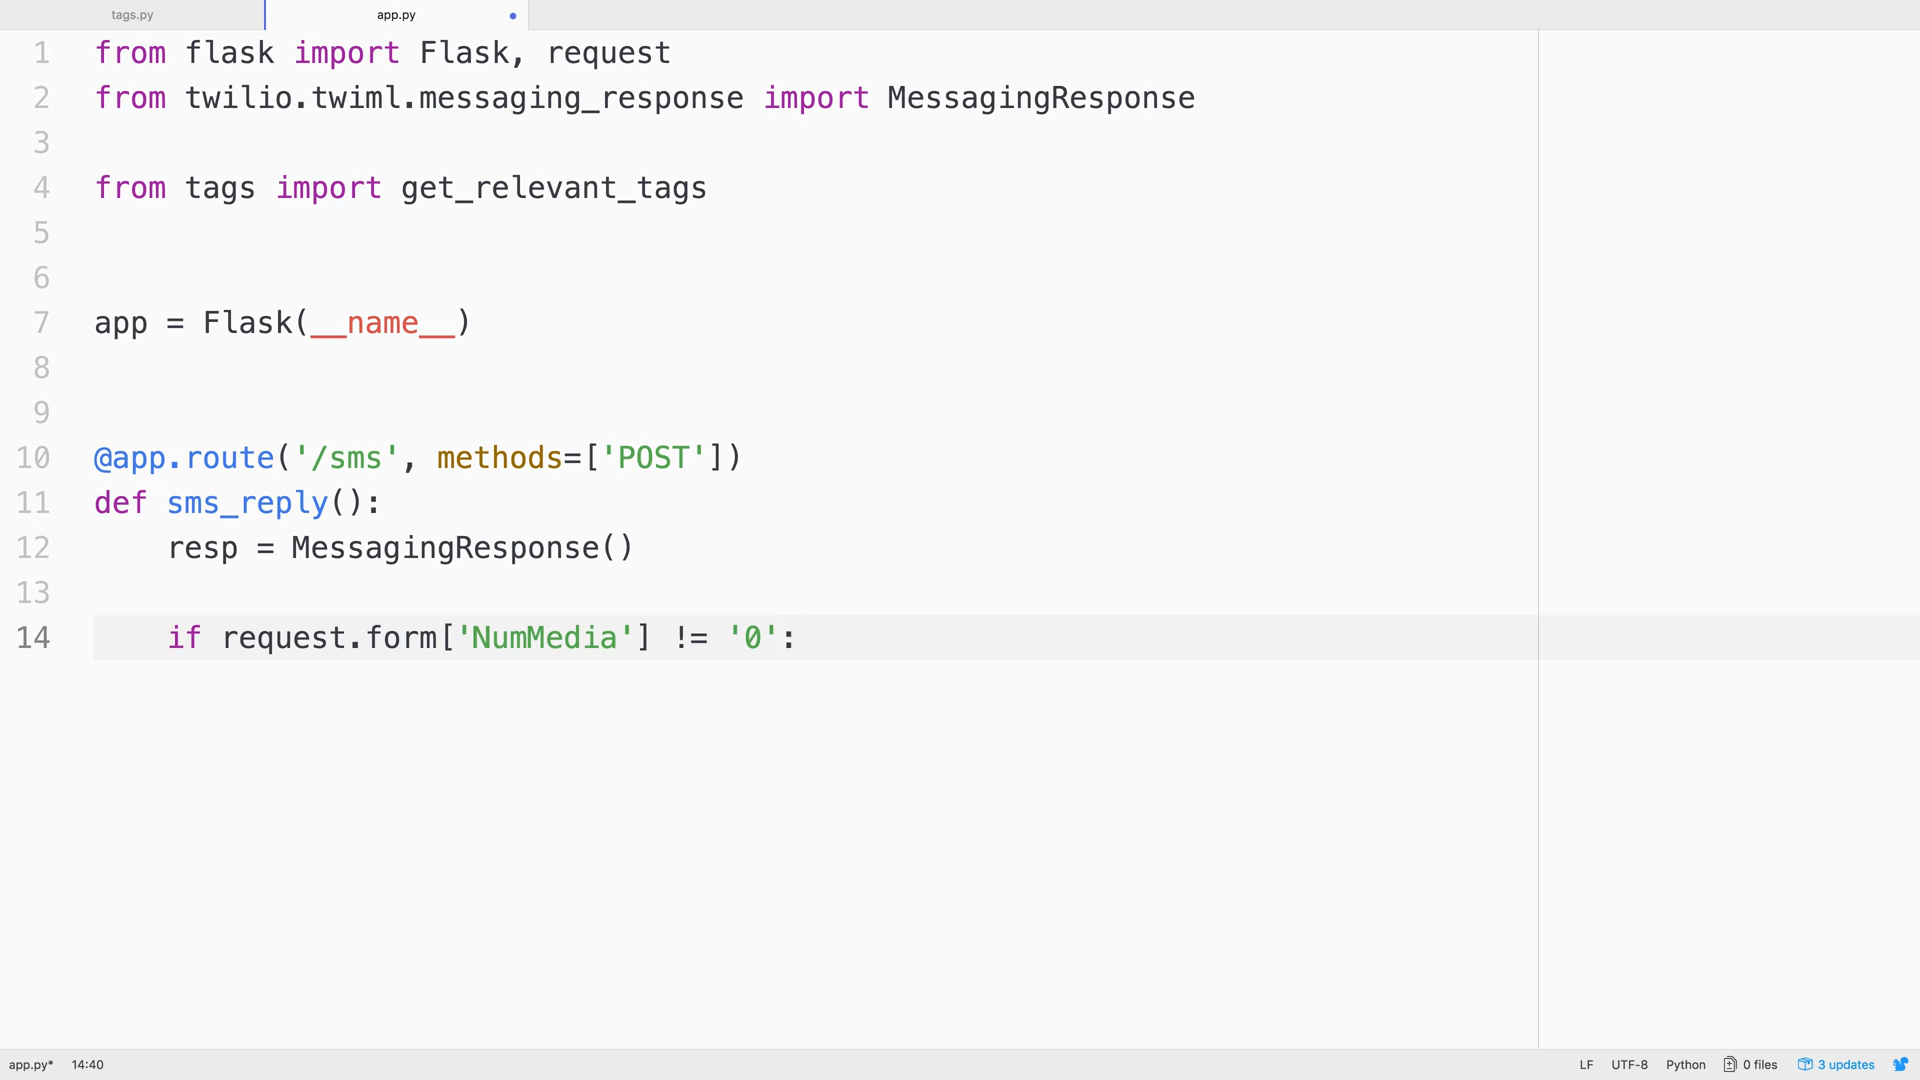 tags.py
app.py
1 from flask import Flask, request
2 from twilio.twiml.messaging_response import MessagingResponse
3
4 from tags import get_relevant_tags
5
6
7 app = Flask(__name__)
8
9
10 @app.route('/sms', methods=['POST'])
11 def sms_reply():
12     resp = MessagingResponse()
13
14     if request.form['NumMedia'] != '0':
app.py* 14:40 LF UTF-8 Python 0 files 3 updates